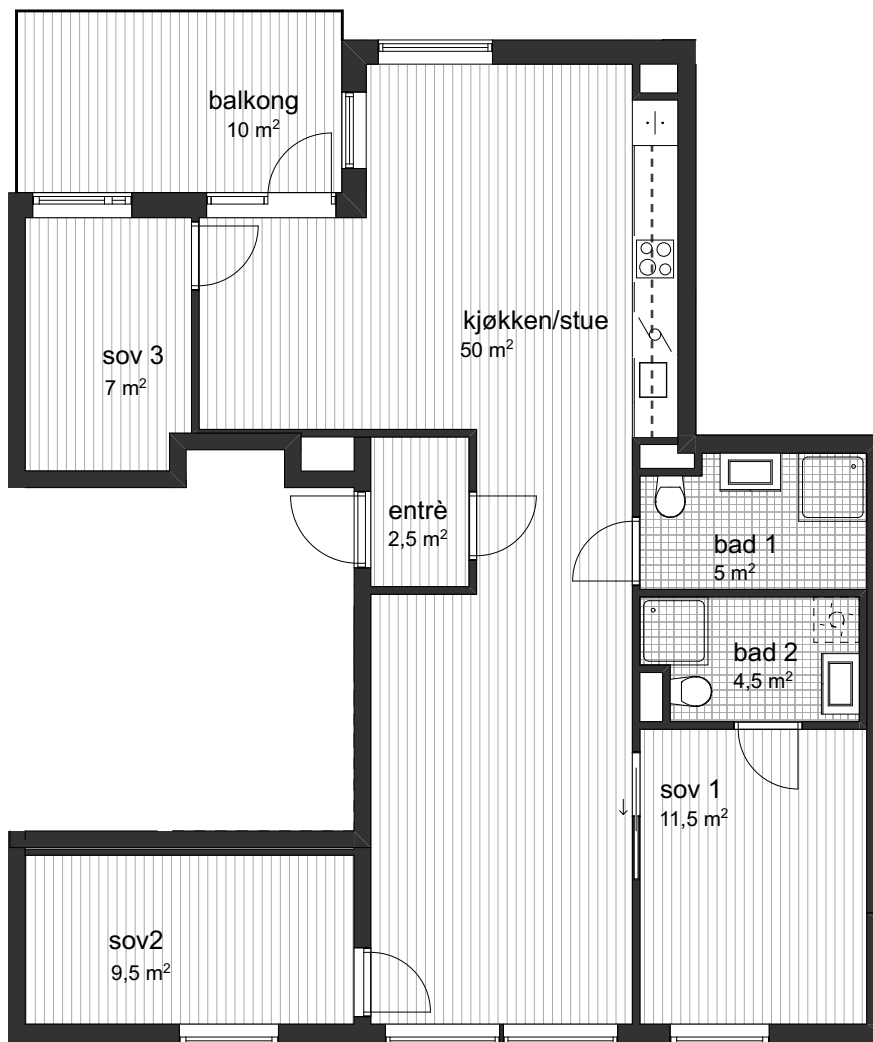 balkong
10 m²
kjøkken/stue
50 m²
sov 3
7 m²
entrè
2,5 m²
bad 1
5 m²
bad 2
4,5 m²
sov 1
11,5 m²
sov2
9,5 m²